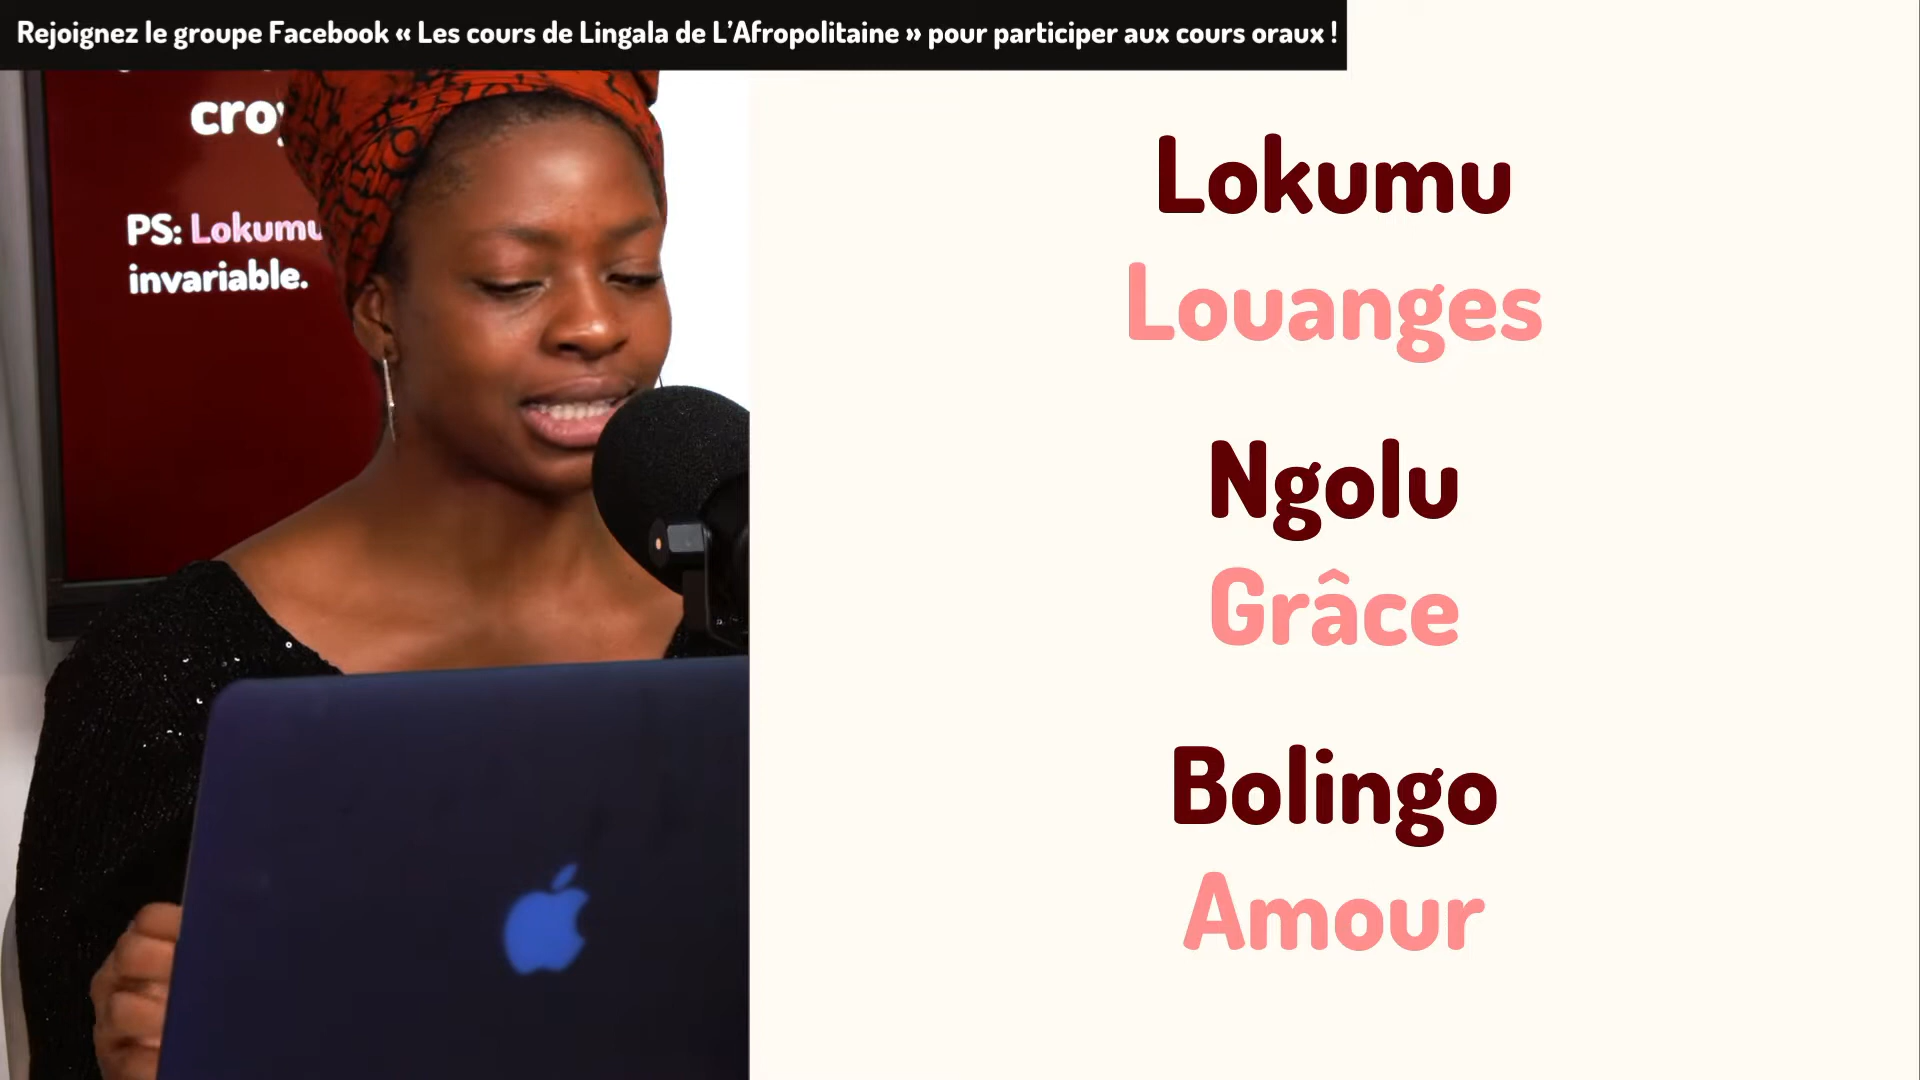 Rejoignez le groupe Facebook « Les cours de Lingala de L’Afropolitaine » pour participer aux cours oraux !
PS: Lokumu
invariable.
Lokumu
Louanges
Ngolu
Grâce
Bolingo
Amour